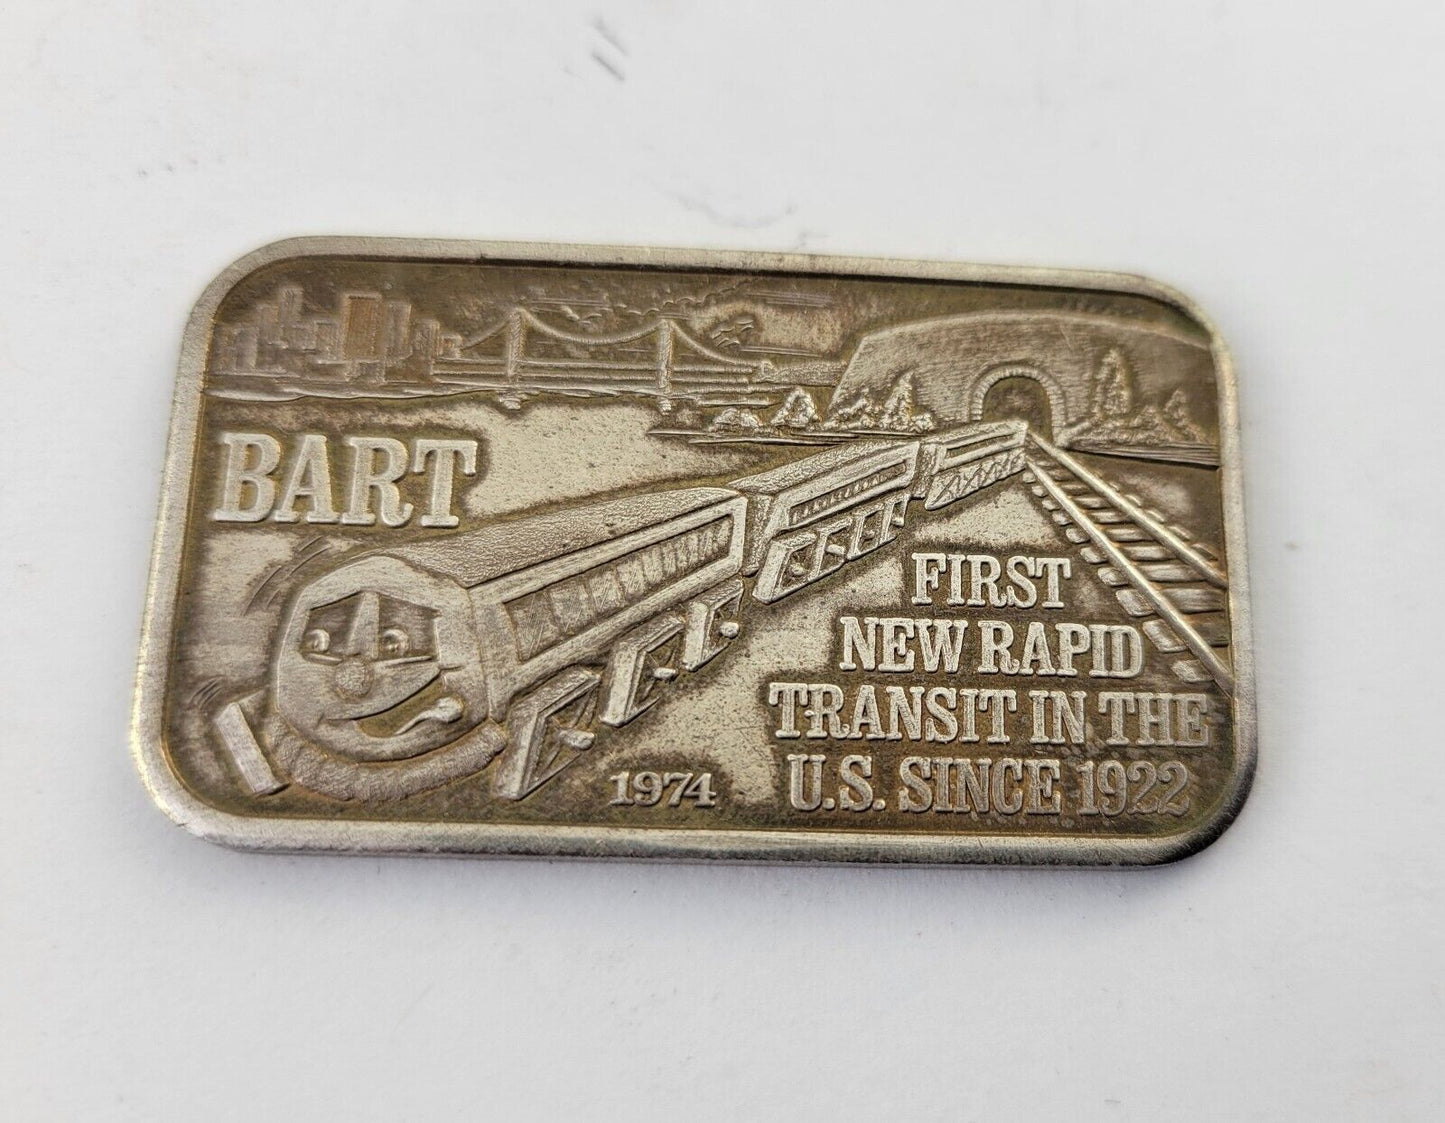 BART
FIRST
NEW RAPID
TRANSIT IN THE
U.S. SINCE 1922
1974